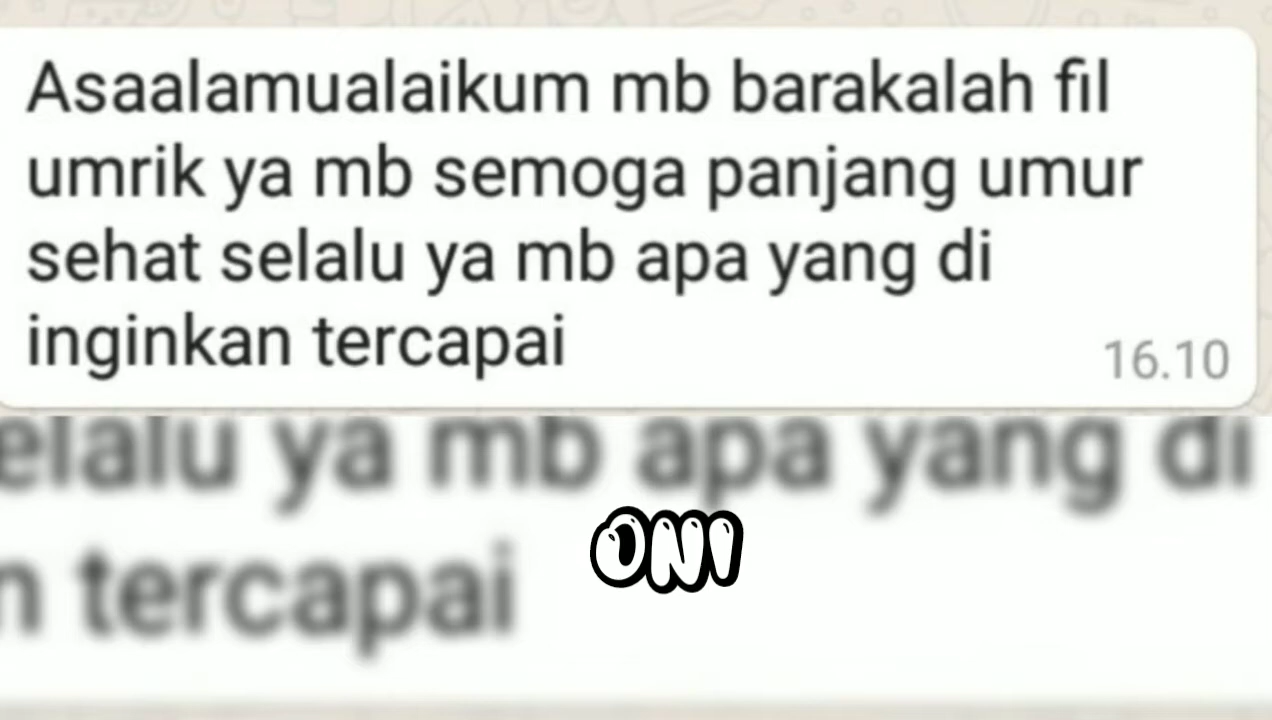 Asaalamualaikum mb barakalah fil
umrik ya mb semoga panjang umur
sehat selalu ya mb apa yang di
inginkan tercapai
16.10
elalu ya mb apa yang di
ONI
n tercapai